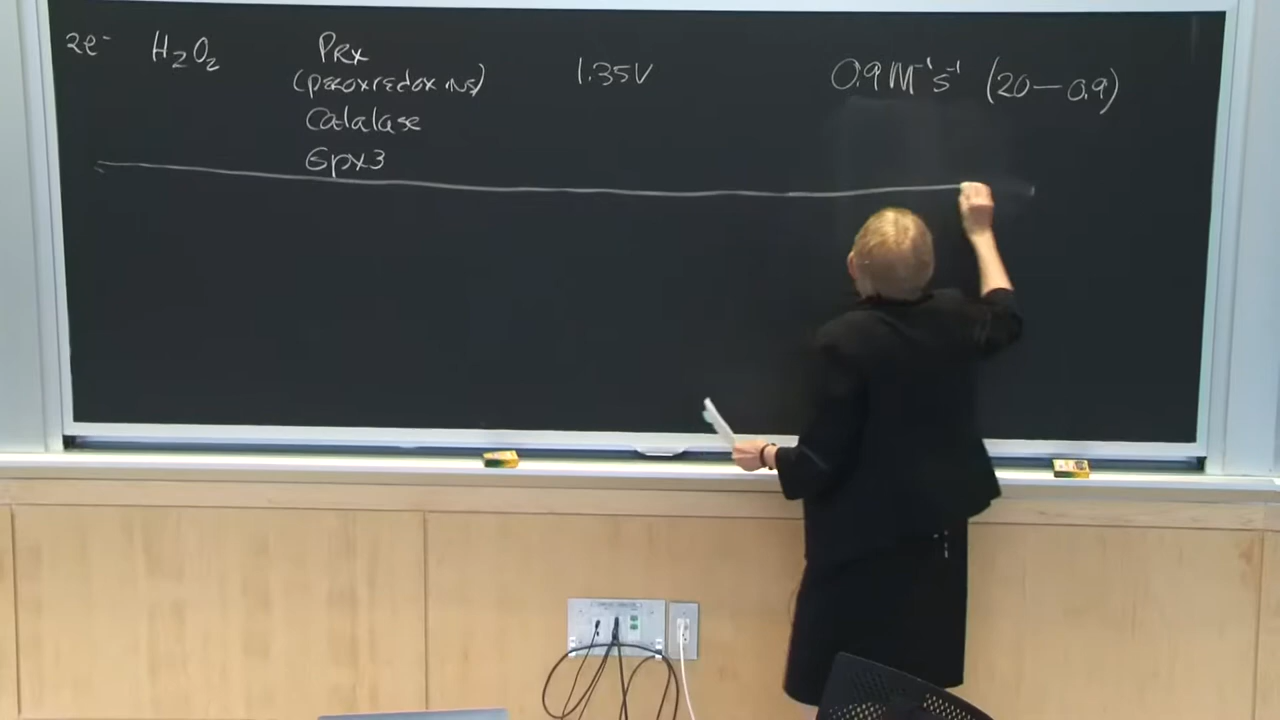 2e⁻ H₂O₂ PRx 1.35V 0.9 M⁻¹s⁻¹ (20 — 0.9)
(peroxiredoxins)
Catalase
Gpx3